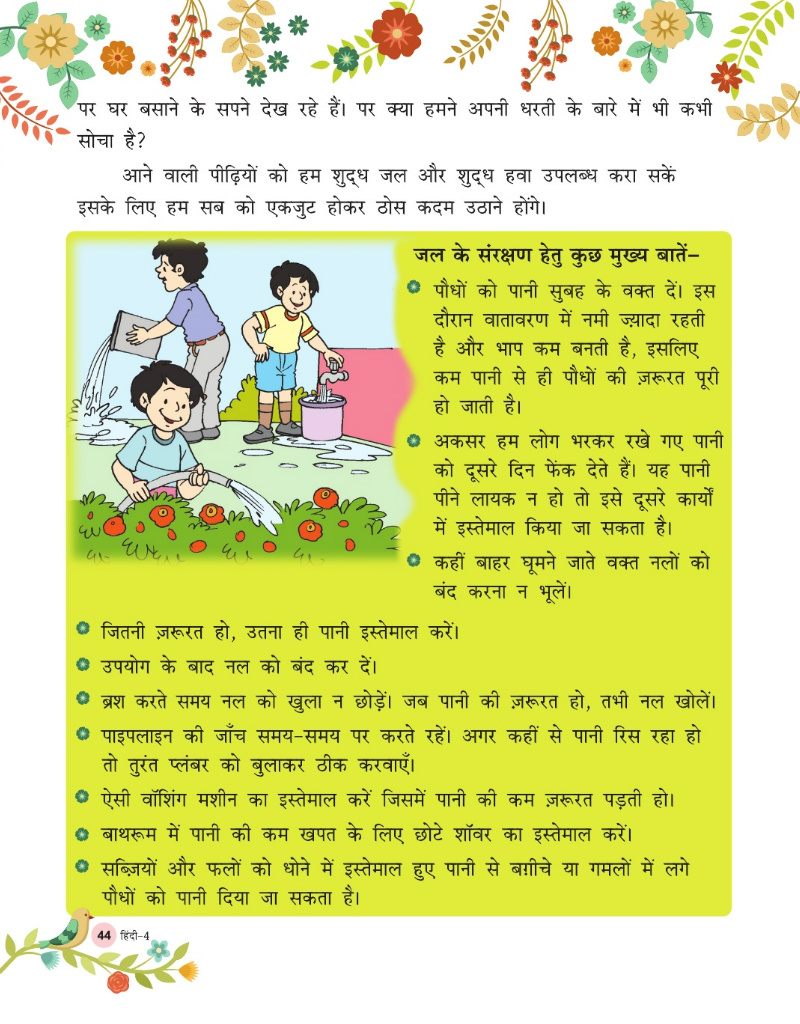 पर घर बसाने के सपने देख रहे हैं। पर क्या हमने अपनी धरती के बारे में भी कभी
सोचा है?
आने वाली पीढ़ियों को हम शुद्ध जल और शुद्ध हवा उपलब्ध करा सकें
इसके लिए हम सब को एकजुट होकर ठोस कदम उठाने होंगे।
जल के संरक्षण हेतु कुछ मुख्य बातें–
पौधों को पानी सुबह के वक्त दें। इस
दौरान वातावरण में नमी ज़्यादा रहती
है और भाप कम बनती है, इसलिए
कम पानी से ही पौधों की ज़रूरत पूरी
हो जाती है।
अकसर हम लोग भरकर रखे गए पानी
को दूसरे दिन फेंक देते हैं। यह पानी
पीने लायक न हो तो इसे दूसरे कार्यों
में इस्तेमाल किया जा सकता है।
कहीं बाहर घूमने जाते वक्त नलों को
बंद करना न भूलें।
जितनी ज़रूरत हो, उतना ही पानी इस्तेमाल करें।
उपयोग के बाद नल को बंद कर दें।
ब्रश करते समय नल को खुला न छोड़ें। जब पानी की ज़रूरत हो, तभी नल खोलें।
पाइपलाइन की जाँच समय-समय पर करते रहें। अगर कहीं से पानी रिस रहा हो
तो तुरंत प्लंबर को बुलाकर ठीक करवाएँ।
ऐसी वॉशिंग मशीन का इस्तेमाल करें जिसमें पानी की कम ज़रूरत पड़ती हो।
बाथरूम में पानी की कम खपत के लिए छोटे शॉवर का इस्तेमाल करें।
सब्ज़ियों और फलों को धोने में इस्तेमाल हुए पानी से बग़ीचे या गमलों में लगे
पौधों को पानी दिया जा सकता है।
44 हिंदी-4